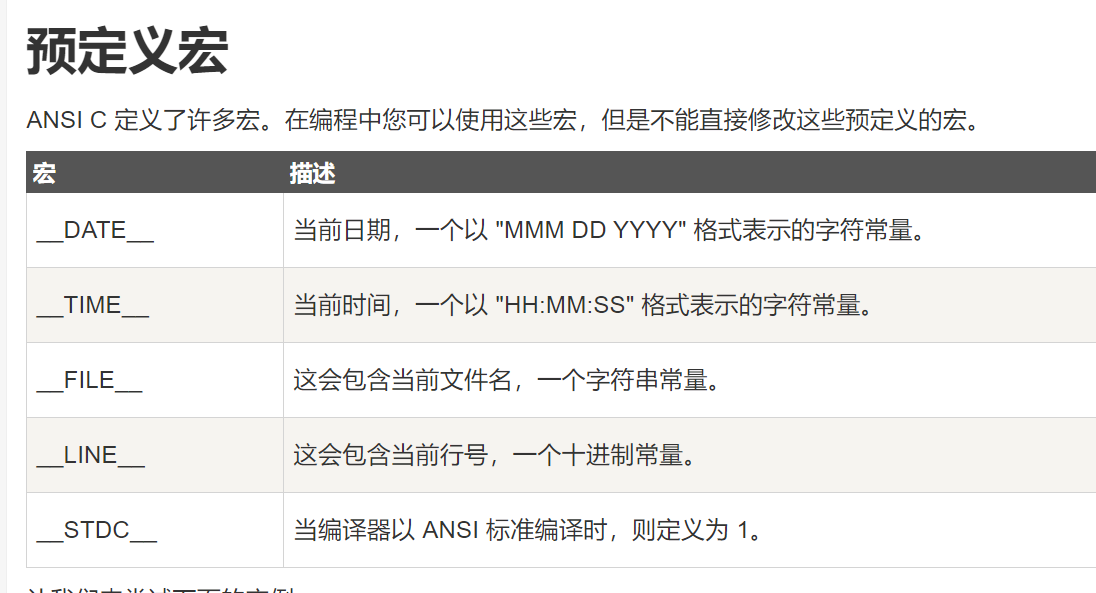 预定义宏
ANSI C 定义了许多宏。在编程中您可以使用这些宏，但是不能直接修改这些预定义的宏。
宏 描述
__DATE__ 当前日期，一个以 "MMM DD YYYY" 格式表示的字符常量。
__TIME__ 当前时间，一个以 "HH:MM:SS" 格式表示的字符常量。
__FILE__ 这会包含当前文件名，一个字符串常量。
__LINE__ 这会包含当前行号，一个十进制常量。
__STDC__ 当编译器以 ANSI 标准编译时，则定义为 1。